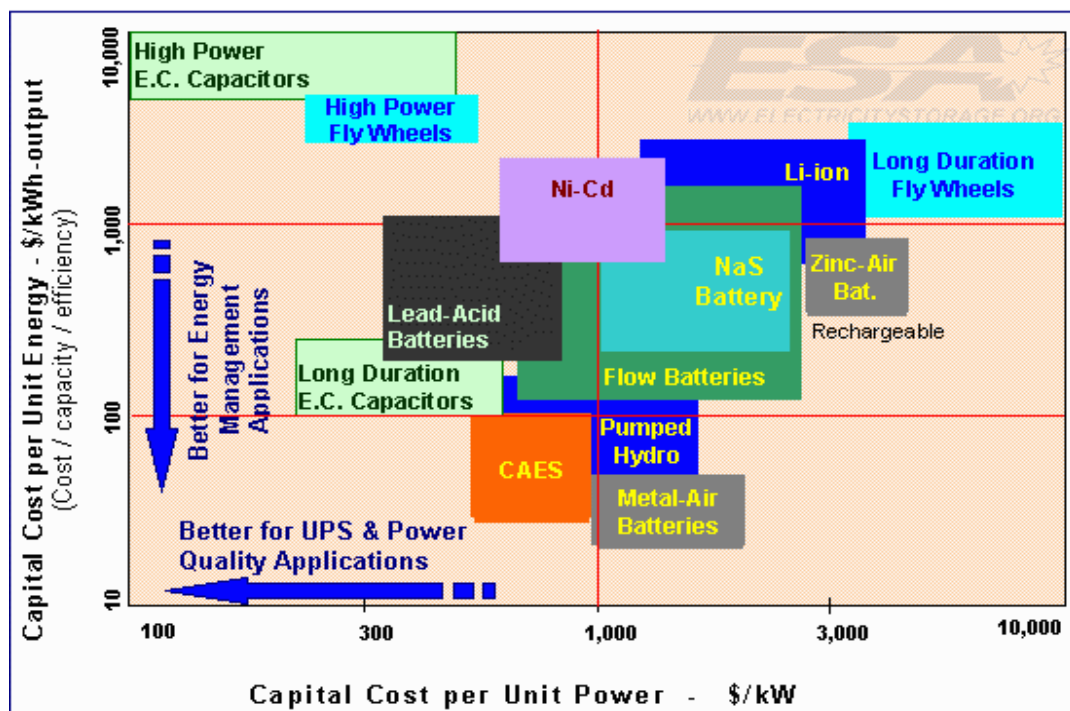 ESA
WWW.ELECTRICITYSTORAGE.ORG
High Power
E.C. Capacitors
High Power
Fly Wheels
Ni-Cd
Li-ion
Long Duration
Fly Wheels
NaS
Battery
Zinc-Air
Bat.
Rechargeable
Lead-Acid
Batteries
Flow Batteries
Long Duration
E.C. Capacitors
Pumped
Hydro
CAES
Metal-Air
Batteries
Better for Energy
Management
Applications
Better for UPS & Power
Quality Applications
Capital Cost per Unit Energy - $/kWh-output
(Cost / capacity / efficiency)
10,000
1,000
100
10
100
300
1,000
3,000
10,000
Capital Cost per Unit Power - $/kW